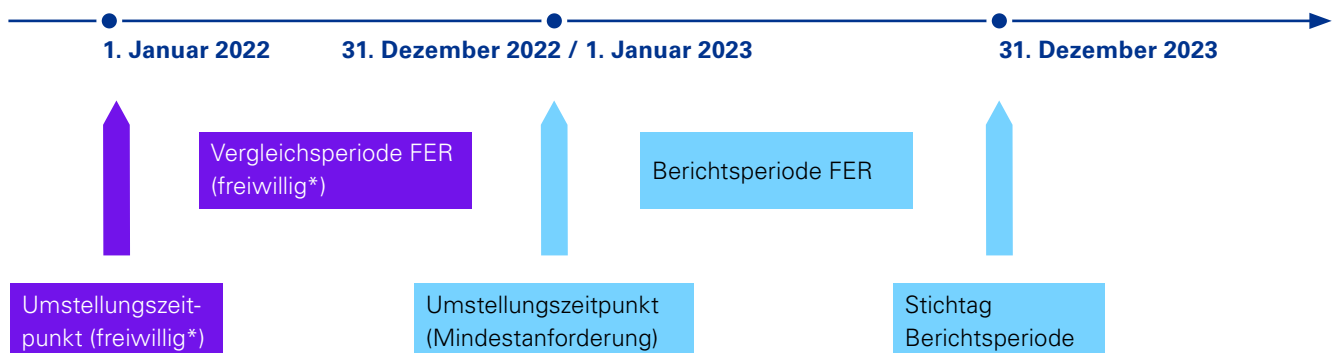 1. Januar 2022
31. Dezember 2022 / 1. Januar 2023
31. Dezember 2023
Vergleichsperiode FER
(freiwillig*)
Berichtsperiode FER
Umstellungszeit-
punkt (freiwillig*)
Umstellungszeitpunkt
(Mindestanforderung)
Stichtag
Berichtsperiode